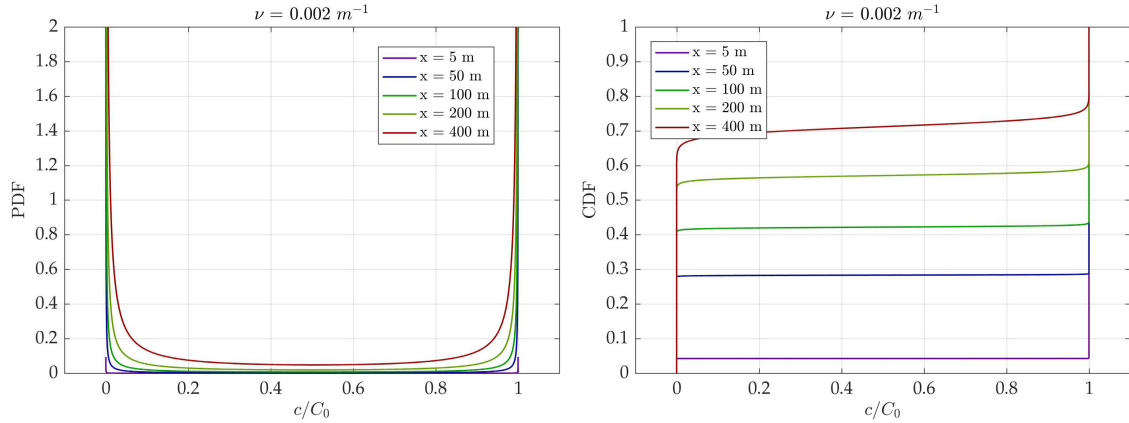 ν = 0.002 m⁻¹
2
1.8
1.6
1.4
1.2
1
0.8
0.6
0.4
0.2
0
PDF
x = 5 m
x = 50 m
x = 100 m
x = 200 m
x = 400 m
0 0.2 0.4 0.6 0.8 1
c/C₀
ν = 0.002 m⁻¹
1
0.9
0.8
0.7
0.6
0.5
0.4
0.3
0.2
0.1
0
CDF
x = 5 m
x = 50 m
x = 100 m
x = 200 m
x = 400 m
0 0.2 0.4 0.6 0.8 1
c/C₀